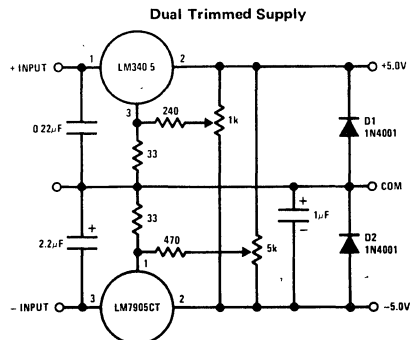 Dual Trimmed Supply
+ INPUT
1
LM340 5
2
+5.0V
3
240
1k
D1
1N4001
0 22µF
33
COM
33
+
1µF
−
+
2.2µF
470
5k
D2
1N4001
1
− INPUT
3
LM7905CT
2
−5.0V